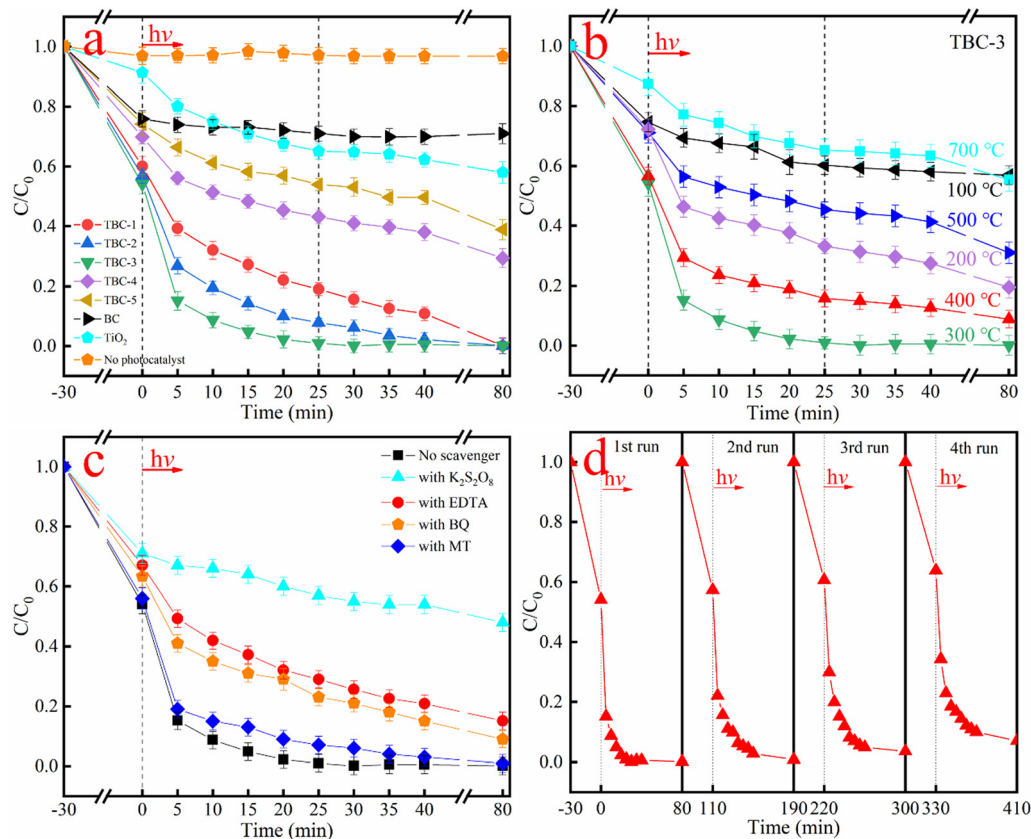 a
hν
C/C₀
1.0
0.8
0.6
0.4
0.2
0.0
TBC-1
TBC-2
TBC-3
TBC-4
TBC-5
BC
TiO₂
No photocatalyst
-30 0 5 10 15 20 25 30 35 40 80
Time (min)
b
TBC-3
hν
C/C₀
1.0
0.8
0.6
0.4
0.2
0.0
700 °C
100 °C
500 °C
200 °C
400 °C
300 °C
-30 0 5 10 15 20 25 30 35 40 80
Time (min)
c
hν
C/C₀
1.0
0.8
0.6
0.4
0.2
0.0
No scavenger
with K₂S₂O₈
with EDTA
with BQ
with MT
-30 0 5 10 15 20 25 30 35 40 80
Time (min)
d
1st run 2nd run 3rd run 4th run
hν hν hν hν
C/C₀
1.0
0.8
0.6
0.4
0.2
0.0
-30 0 80 110 190 220 300 330 410
Time (min)